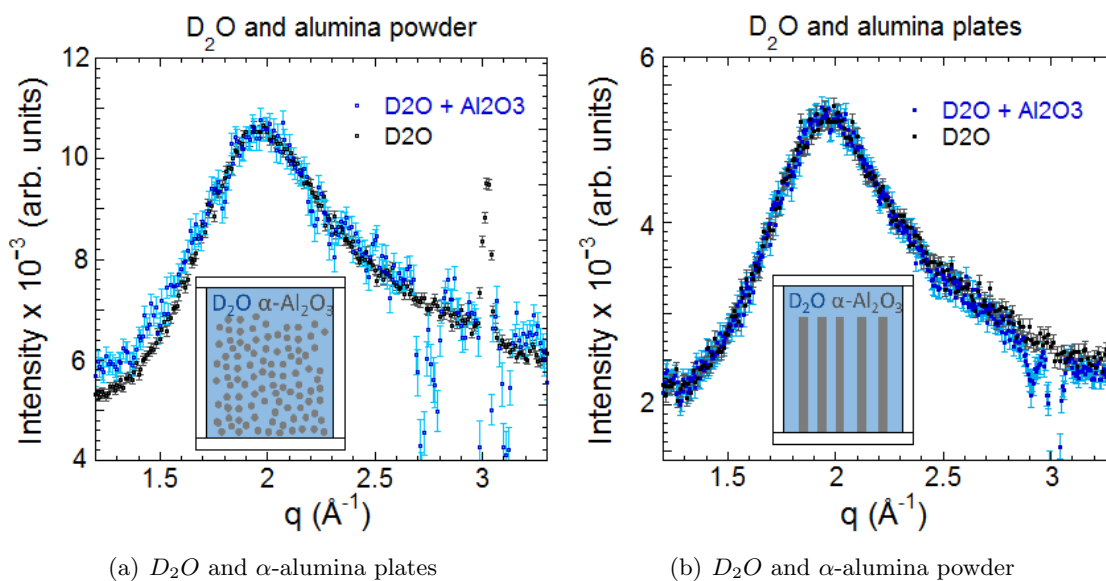 D₂O and alumina powder
Intensity x 10⁻³ (arb. units)
12
10
8
6
4
D2O + Al2O3
D2O
D₂O α-Al₂O₃
1.5
2
2.5
3
q (Å⁻¹)
(a) D₂O and α-alumina plates
D₂O and alumina plates
Intensity x 10⁻³ (arb. units)
6
4
2
D2O + Al2O3
D2O
D₂O α-Al₂O₃
1.5
2
2.5
3
q (Å⁻¹)
(b) D₂O and α-alumina powder